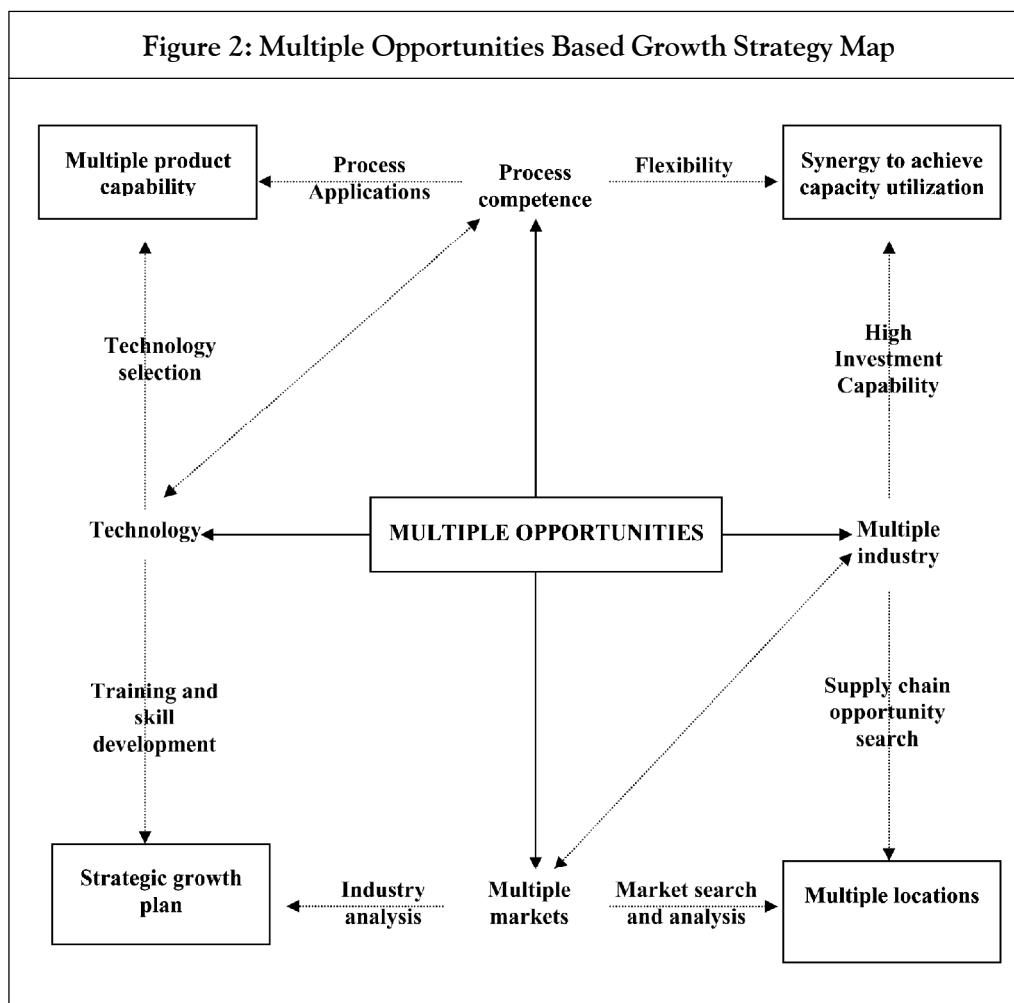 Figure 2: Multiple Opportunities Based Growth Strategy Map
Multiple product
capability
Process
Applications
Process
competence
Flexibility
Synergy to achieve
capacity utilization
Technology
selection
High
Investment
Capability
Technology
MULTIPLE OPPORTUNITIES
Multiple
industry
Training and
skill
development
Supply chain
opportunity
search
Strategic growth
plan
Industry
analysis
Multiple
markets
Market search
and analysis
Multiple locations